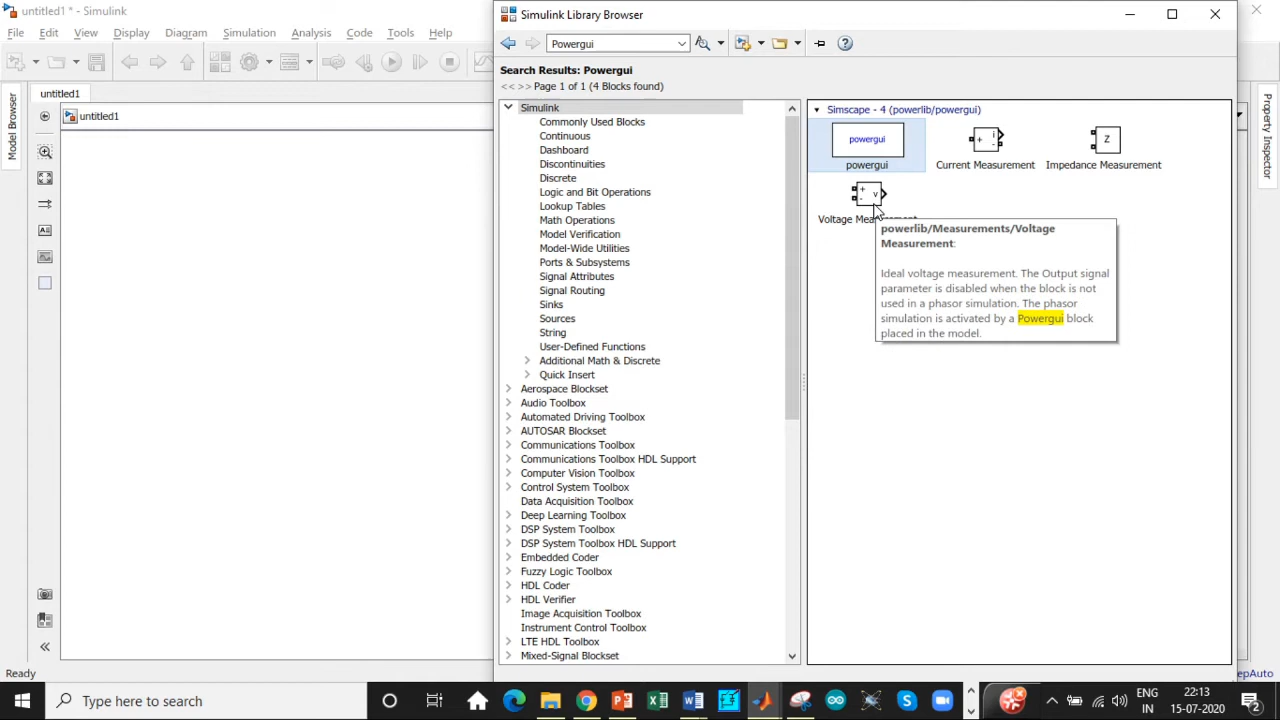 untitled1 * - Simulink
File Edit View Display Diagram Simulation Analysis Code Tools Help
untitled1
untitled1
Model Browser
Ready
Simulink Library Browser
Powergui
Search Results: Powergui
<< >> Page 1 of 1 (4 Blocks found)
Simulink
Commonly Used Blocks
Continuous
Dashboard
Discontinuities
Discrete
Logic and Bit Operations
Lookup Tables
Math Operations
Model Verification
Model-Wide Utilities
Ports & Subsystems
Signal Attributes
Signal Routing
Sinks
Sources
String
User-Defined Functions
Additional Math & Discrete
Quick Insert
Aerospace Blockset
Audio Toolbox
Automated Driving Toolbox
AUTOSAR Blockset
Communications Toolbox
Communications Toolbox HDL Support
Computer Vision Toolbox
Control System Toolbox
Data Acquisition Toolbox
Deep Learning Toolbox
DSP System Toolbox
DSP System Toolbox HDL Support
Embedded Coder
Fuzzy Logic Toolbox
HDL Coder
HDL Verifier
Image Acquisition Toolbox
Instrument Control Toolbox
LTE HDL Toolbox
Mixed-Signal Blockset
Simscape - 4 (powerlib/powergui)
powergui
powergui
+ i -
Current Measurement
Z
Impedance Measurement
+ v -
Voltage
powerlib/Measurements/Voltage
Measurement:
Ideal voltage measurement. The Output signal
parameter is disabled when the block is not
used in a phasor simulation. The phasor
simulation is activated by a Powergui block
placed in the model.
Property Inspector
epAuto
Type here to search
ENG
IN
22:13
15-07-2020
2